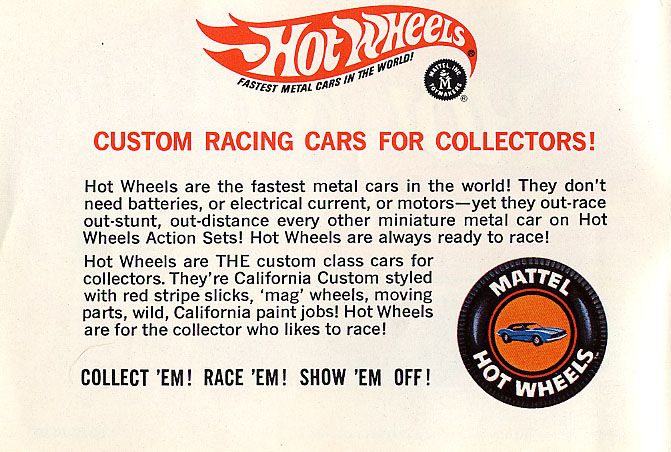 Hot Wheels ®
FASTEST METAL CARS IN THE WORLD!
MATTEL, INC.
M
TOYMAKERS
®
CUSTOM RACING CARS FOR COLLECTORS!
Hot Wheels are the fastest metal cars in the world! They don't
need batteries, or electrical current, or motors—yet they out-race
out-stunt, out-distance every other miniature metal car on Hot
Wheels Action Sets! Hot Wheels are always ready to race!
Hot Wheels are THE custom class cars for
collectors. They're California Custom styled
with red stripe slicks, 'mag' wheels, moving
parts, wild, California paint jobs! Hot Wheels
are for the collector who likes to race!
MATTEL
HOT WHEELS™
COLLECT 'EM! RACE 'EM! SHOW 'EM OFF!